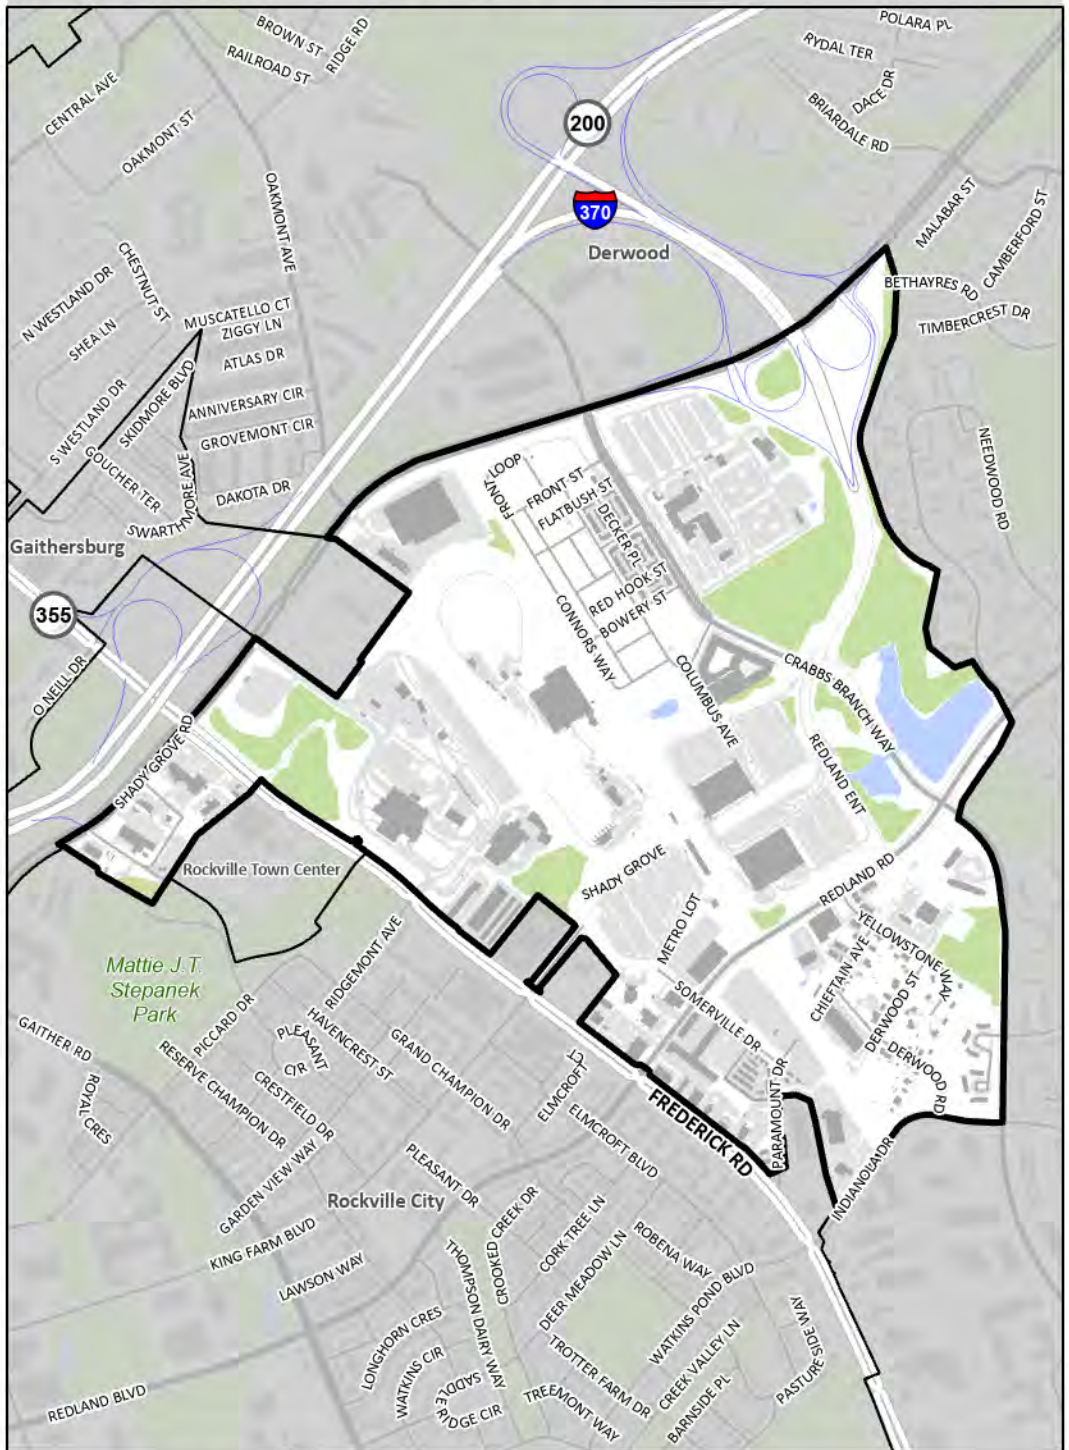 POLARA PL
BROWN ST
RIDGE RD
RYDAL TER
RAILROAD ST
DACE DR
CENTRAL AVE
BRIARDALE RD
200
OAKMONT ST
OAKMONT AVE
370
MALABAR ST
CAMBERFORD ST
Derwood
CHESTNUT ST
N WESTLAND DR
BETHAYRES RD
MUSCATELLO CT
ZIGGY LN
TIMBERCREST DR
SHEA LN
ATLAS DR
SKIDMORE BLVD
S WESTLAND DR
ANNIVERSARY CIR
GROVEMONT CIR
GOUCHER TER
DAKOTA DR
SWARTHMORE AVE
NEEDWOOD RD
FRONT LOOP
FRONT ST
FLATBUSH ST
DECKER PL
RED HOOK ST
BOWERY ST
CONNORS WAY
Gaithersburg
355
O NEILL DR
COLUMBUS AVE
CRABBS BRANCH WAY
SHADY GROVE RD
REDLAND ENT
Rockville Town Center
SHADY GROVE
METRO LOT
REDLAND RD
YELLOWSTONE WAY
CHIEFTAIN AVE
DERWOOD ST
DERWOOD RD
SOMERVILLE DR
PARAMOUNT DR
INDIANOLA DR
Mattie J.T.
Stepanek
Park
RIDGEMONT AVE
PICCARD DR
PLEASANT
CIR
HAVENCREST ST
GAITHER RD
ROYAL CRES
RESERVE CHAMPION DR
CRESTFIELD DR
GRAND CHAMPION DR
ELMCROFT
CT
ELMCROFT BLVD
FREDERICK RD
GARDEN VIEW WAY
PLEASANT DR
Rockville City
KING FARM BLVD
LAWSON WAY
CROOKED CREEK DR
CORK TREE LN
DEER MEADOW LN
ROBENA WAY
THOMPSON DAIRY WAY
WATKINS POND BLVD
LONGHORN CRES
WATKINS CIR
SADDLE RIDGE CIR
TROTTER FARM DR
CREEK VALLEY LN
PASTURE SIDE WAY
TREEMONT WAY
BARNSIDE PL
REDLAND BLVD